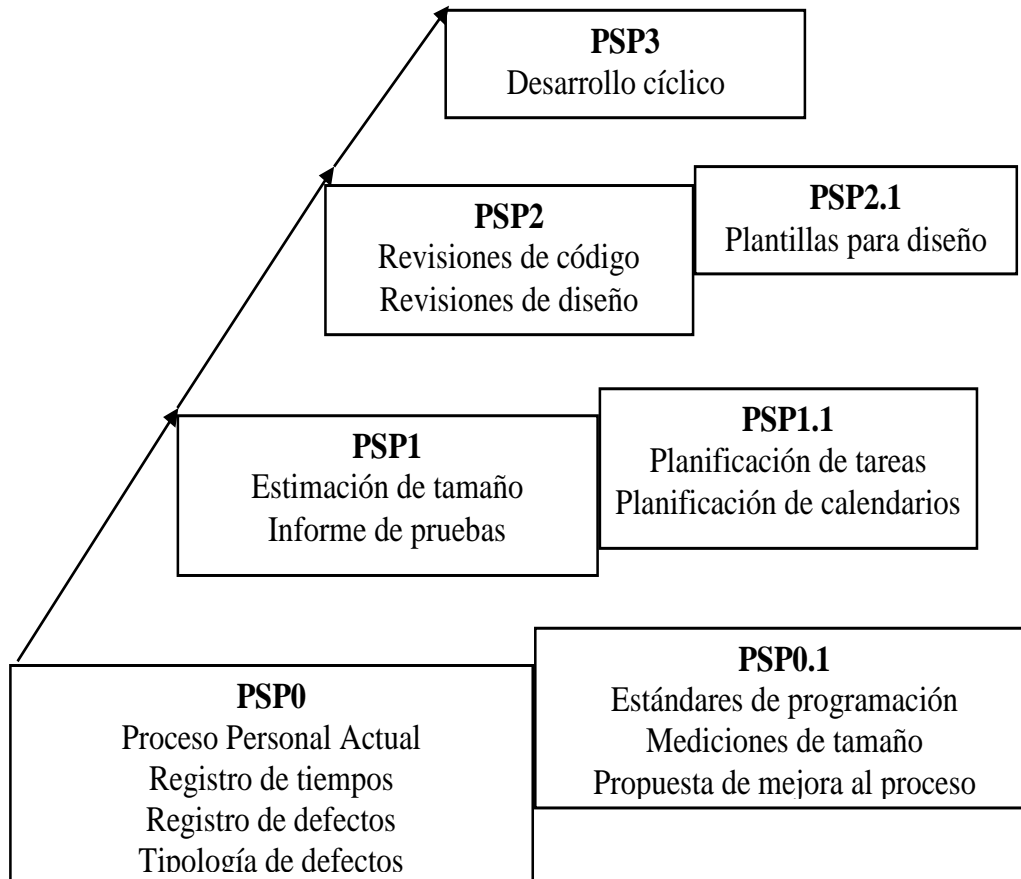 PSP3
Desarrollo cíclico
PSP2
Revisiones de código
Revisiones de diseño
PSP2.1
Plantillas para diseño
PSP1
Estimación de tamaño
Informe de pruebas
PSP1.1
Planificación de tareas
Planificación de calendarios
PSP0
Proceso Personal Actual
Registro de tiempos
Registro de defectos
Tipología de defectos
PSP0.1
Estándares de programación
Mediciones de tamaño
Propuesta de mejora al proceso